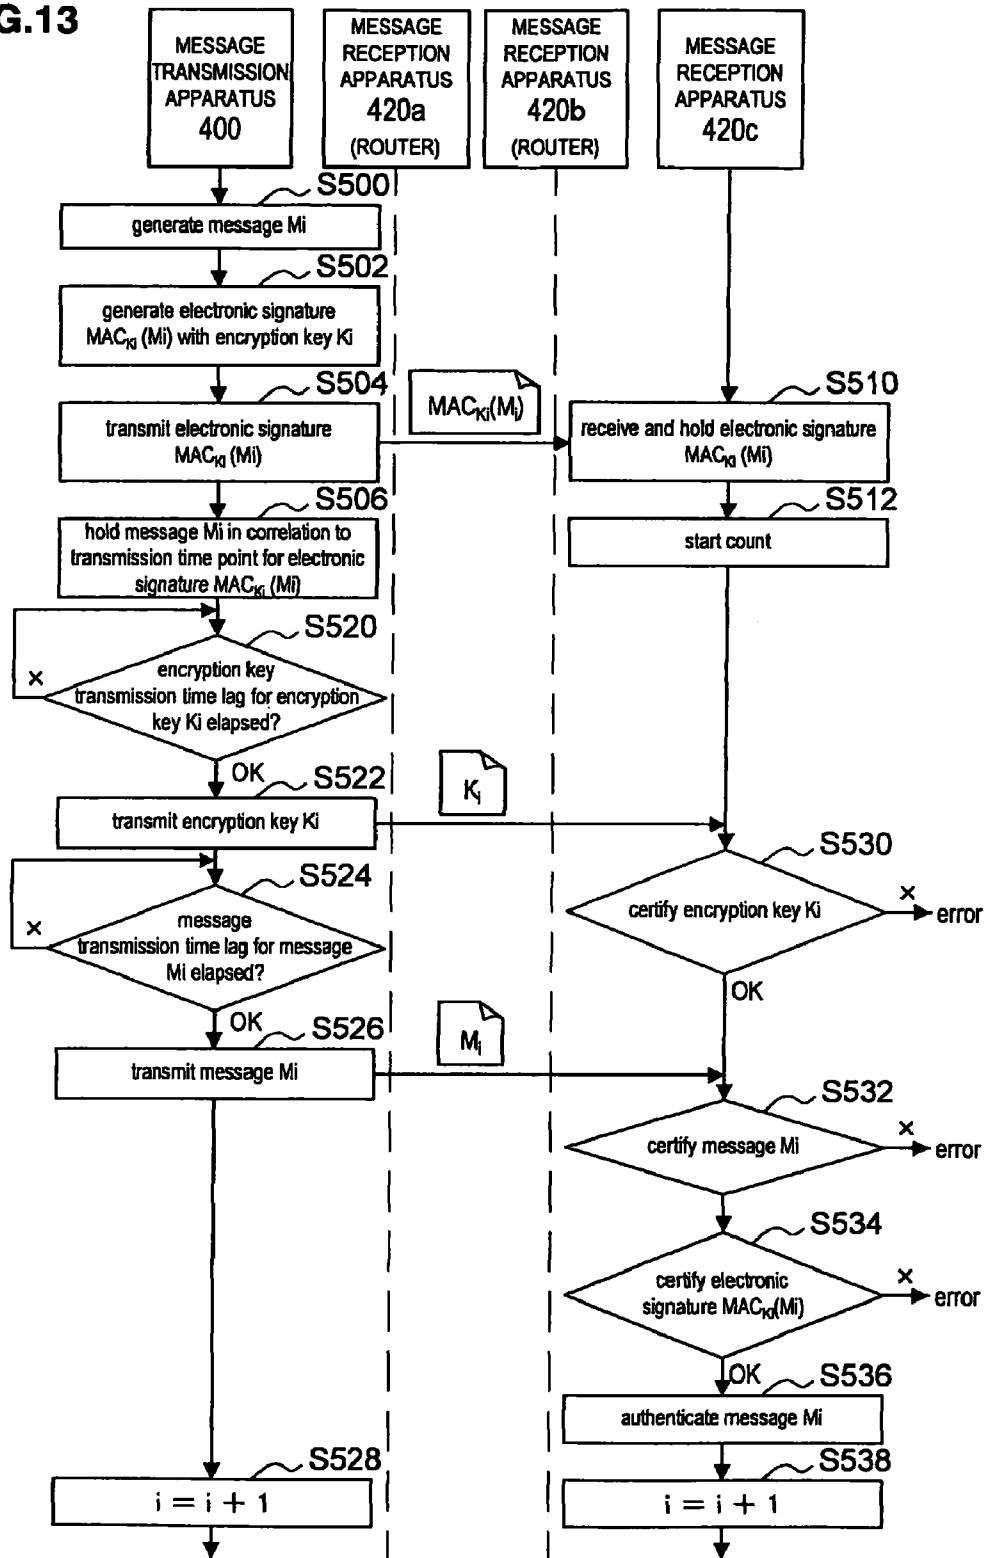 G.13
MESSAGE
TRANSMISSION
APPARATUS
400
MESSAGE
RECEPTION
APPARATUS
420a
(ROUTER)
MESSAGE
RECEPTION
APPARATUS
420b
(ROUTER)
MESSAGE
RECEPTION
APPARATUS
420c
S500
generate message Mi
S502
generate electronic signature
MACKi (Mi) with encryption key Ki
S504
transmit electronic signature
MACKi (Mi)
MACKi(Mi)
S510
receive and hold electronic signature
MACKi (Mi)
S506
hold message Mi in correlation to
transmission time point for electronic
signature MACKi (Mi)
S512
start count
S520
encryption key
transmission time lag for encryption
key Ki elapsed?
×
OK
S522
transmit encryption key Ki
Ki
S530
certify encryption key Ki
×
error
OK
S524
message
transmission time lag for message
Mi elapsed?
×
OK
S526
transmit message Mi
Mi
S532
certify message Mi
×
error
S534
certify electronic
signature MACKi(Mi)
×
error
OK
S536
authenticate message Mi
S528
i = i + 1
S538
i = i + 1